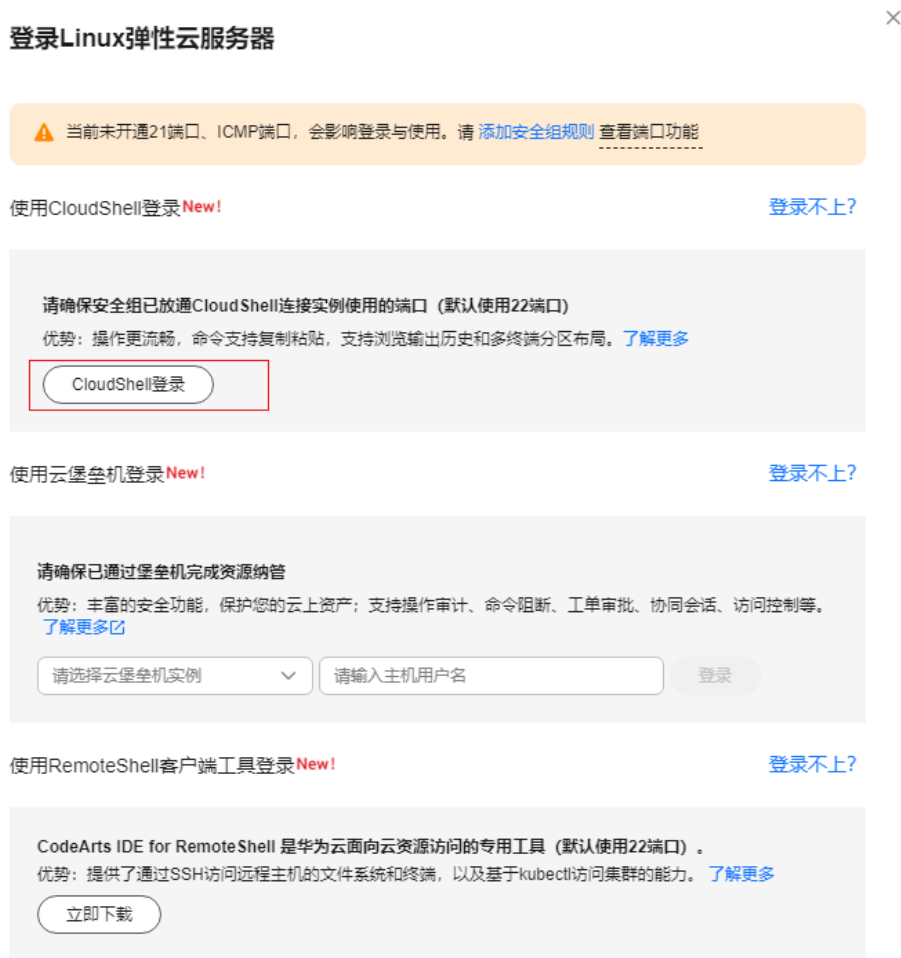 登录Linux弹性云服务器
当前未开通21端口、ICMP端口，会影响登录与使用。请 添加安全组规则 查看端口功能
使用CloudShell登录New! 登录不上?
请确保安全组已放通CloudShell连接实例使用的端口（默认使用22端口）
优势：操作更流畅，命令支持复制粘贴，支持浏览输出历史和多终端分区布局。了解更多
CloudShell登录
使用云堡垒机登录New! 登录不上?
请确保已通过堡垒机完成资源纳管
优势：丰富的安全功能，保护您的云上资产；支持操作审计、命令阻断、工单审批、协同会话、访问控制等。
了解更多
请选择云堡垒机实例 请输入主机用户名 登录
使用RemoteShell客户端工具登录New! 登录不上?
CodeArts IDE for RemoteShell 是华为云面向云资源访问的专用工具（默认使用22端口）。
优势：提供了通过SSH访问远程主机的文件系统和终端，以及基于kubectl访问集群的能力。 了解更多
立即下载